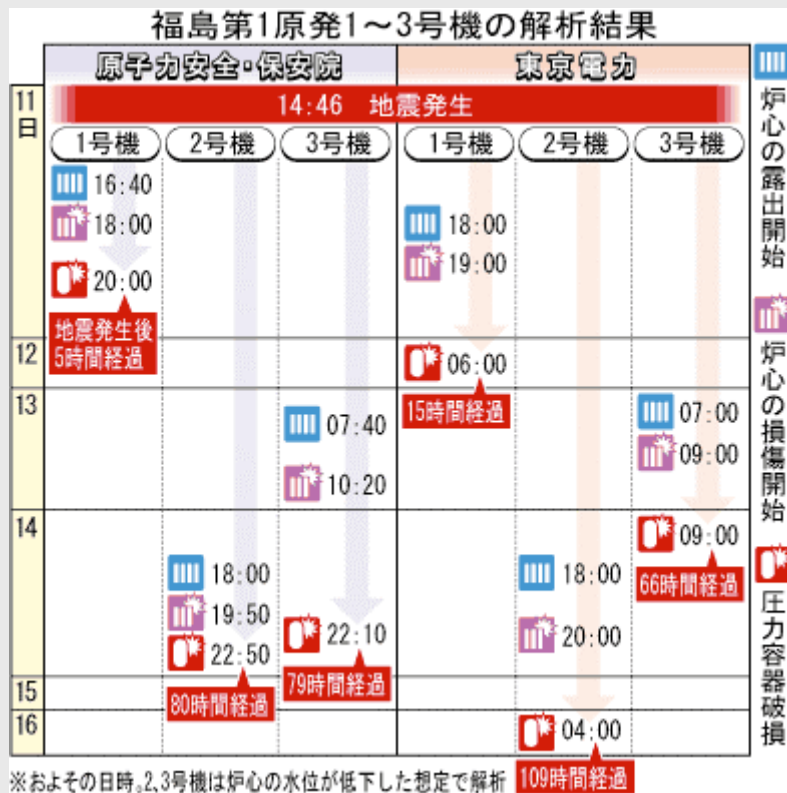 福島第1原発1～3号機の解析結果
原子力安全・保安院
東京電力
11日
14:46 地震発生
1号機
2号機
3号機
1号機
2号機
3号機
16:40
18:00
20:00
地震発生後
5時間経過
18:00
19:00
12
06:00
15時間経過
13
07:40
10:20
07:00
09:00
14
18:00
19:50
22:50
80時間経過
22:10
79時間経過
18:00
20:00
09:00
66時間経過
15
16
04:00
109時間経過
炉心の露出開始
炉心の損傷開始
圧力容器破損
※およその日時。2,3号機は炉心の水位が低下した想定で解析